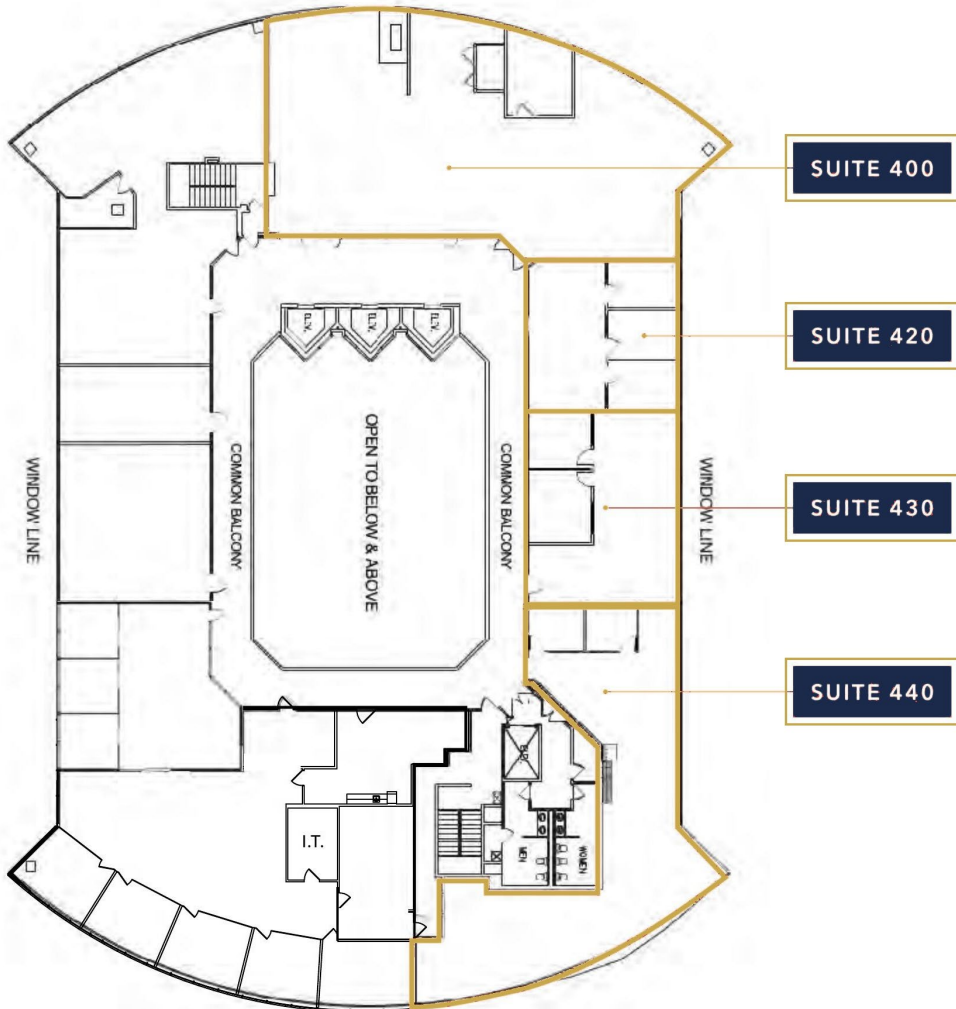 SUITE 400
ELV.
ELV.
ELV.
SUITE 420
WINDOW LINE
COMMON BALCONY
OPEN TO BELOW & ABOVE
COMMON BALCONY
WINDOW LINE
SUITE 430
SUITE 440
I.T.
MEN
WOMEN